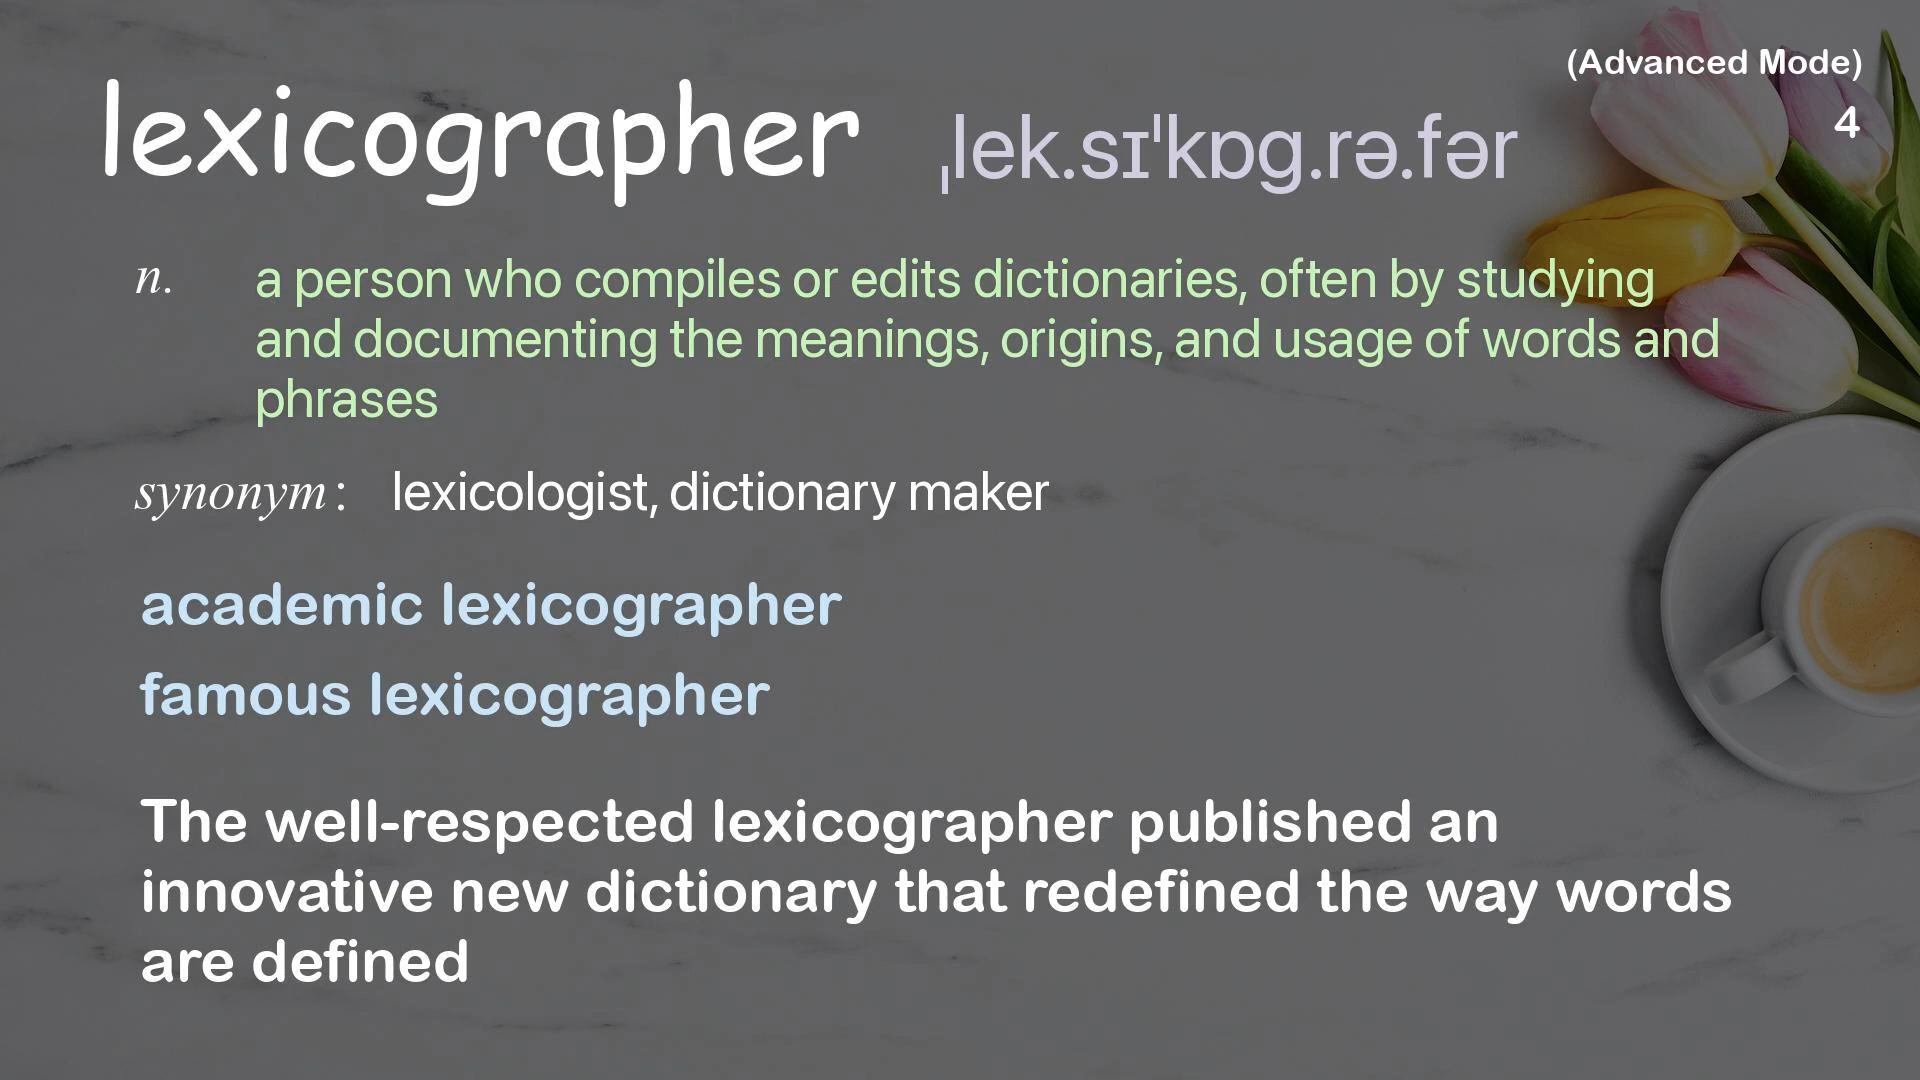 (Advanced Mode)
lexicographer ˌlek.sɪˈkɒɡ.rə.fər
4
n. a person who compiles or edits dictionaries, often by studying
and documenting the meanings, origins, and usage of words and
phrases
synonym : lexicologist, dictionary maker
academic lexicographer
famous lexicographer
The well-respected lexicographer published an
innovative new dictionary that redefined the way words
are defined